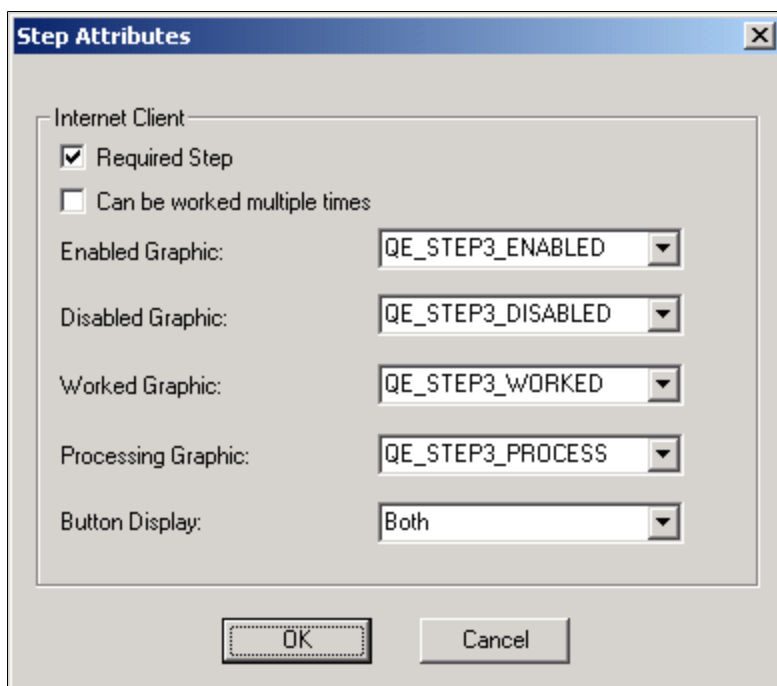 Step Attributes
Internet Client
Required Step
Can be worked multiple times
Enabled Graphic: QE_STEP3_ENABLED
Disabled Graphic: QE_STEP3_DISABLED
Worked Graphic: QE_STEP3_WORKED
Processing Graphic: QE_STEP3_PROCESS
Button Display: Both
OK Cancel